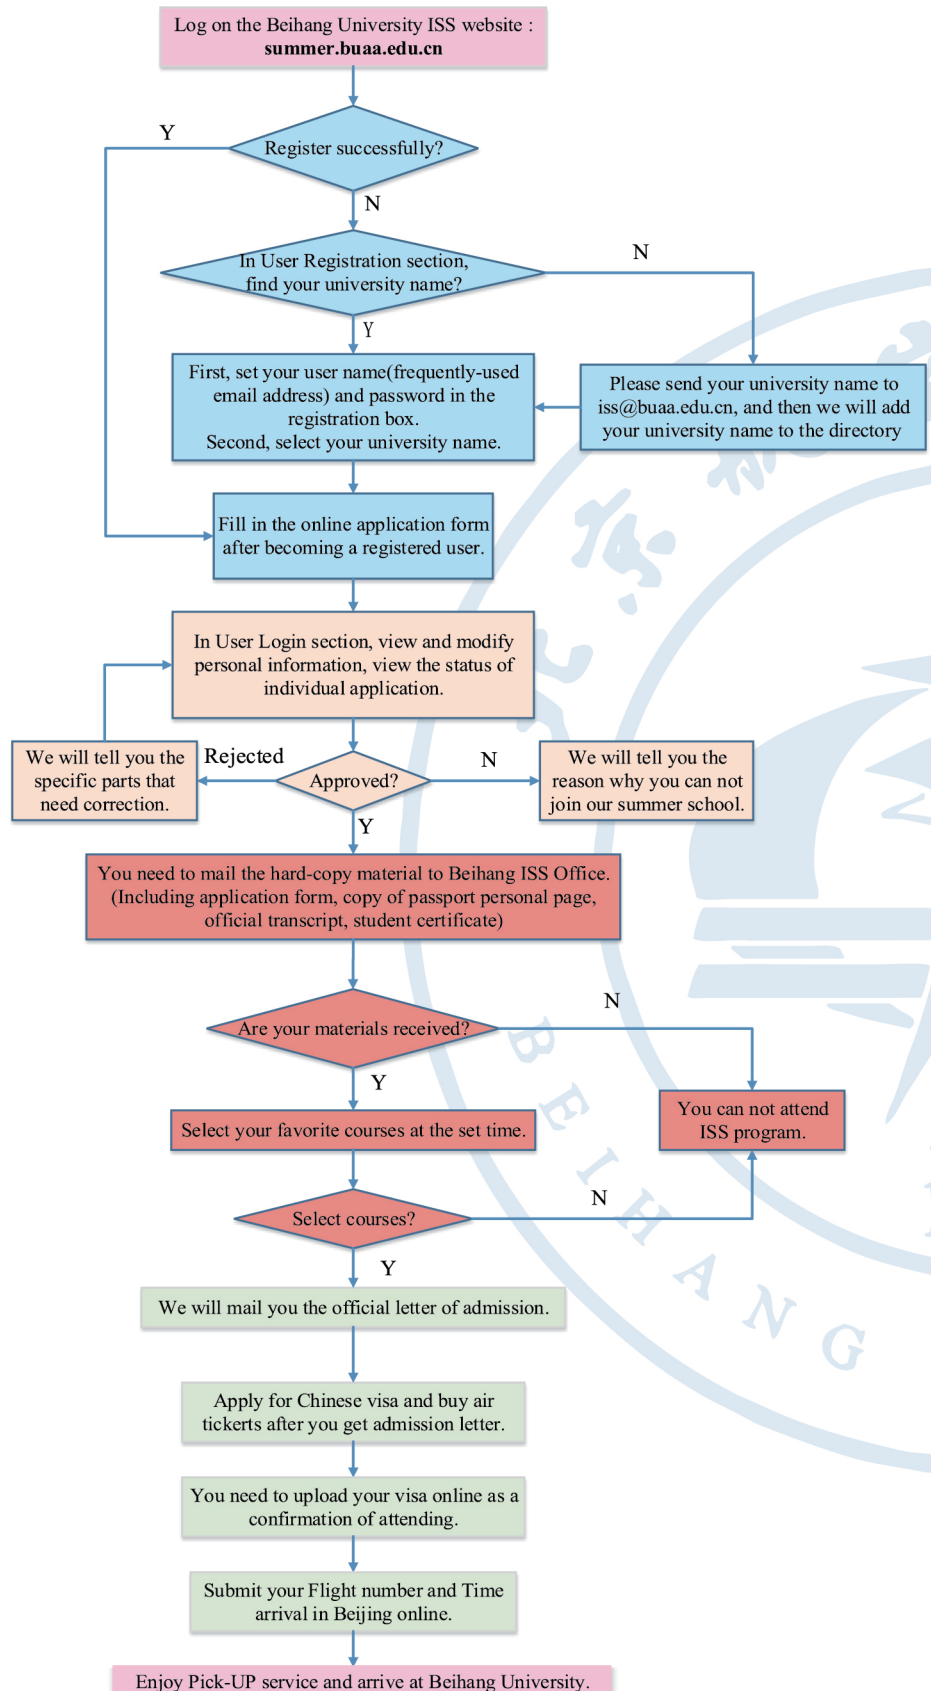 Log on the Beihang University ISS website :
summer.buaa.edu.cn
Y
Register successfully?
N
In User Registration section,
find your university name?
N
Y
First, set your user name(frequently-used
email address) and password in the
registration box.
Second, select your university name.
Please send your university name to
iss@buaa.edu.cn, and then we will add
your university name to the directory
Fill in the online application form
after becoming a registered user.
In User Login section, view and modify
personal information, view the status of
individual application.
We will tell you the
specific parts that
need correction.
Rejected
Approved?
N
We will tell you the
reason why you can not
join our summer school.
Y
You need to mail the hard-copy material to Beihang ISS Office.
(Including application form, copy of passport personal page,
official transcript, student certificate)
Are your materials received?
N
Y
Select your favorite courses at the set time.
You can not attend
ISS program.
Select courses?
N
Y
We will mail you the official letter of admission.
Apply for Chinese visa and buy air
tickerts after you get admission letter.
You need to upload your visa online as a
confirmation of attending.
Submit your Flight number and Time
arrival in Beijing online.
Enjoy Pick-UP service and arrive at Beihang University.
北京航
BEIHANG